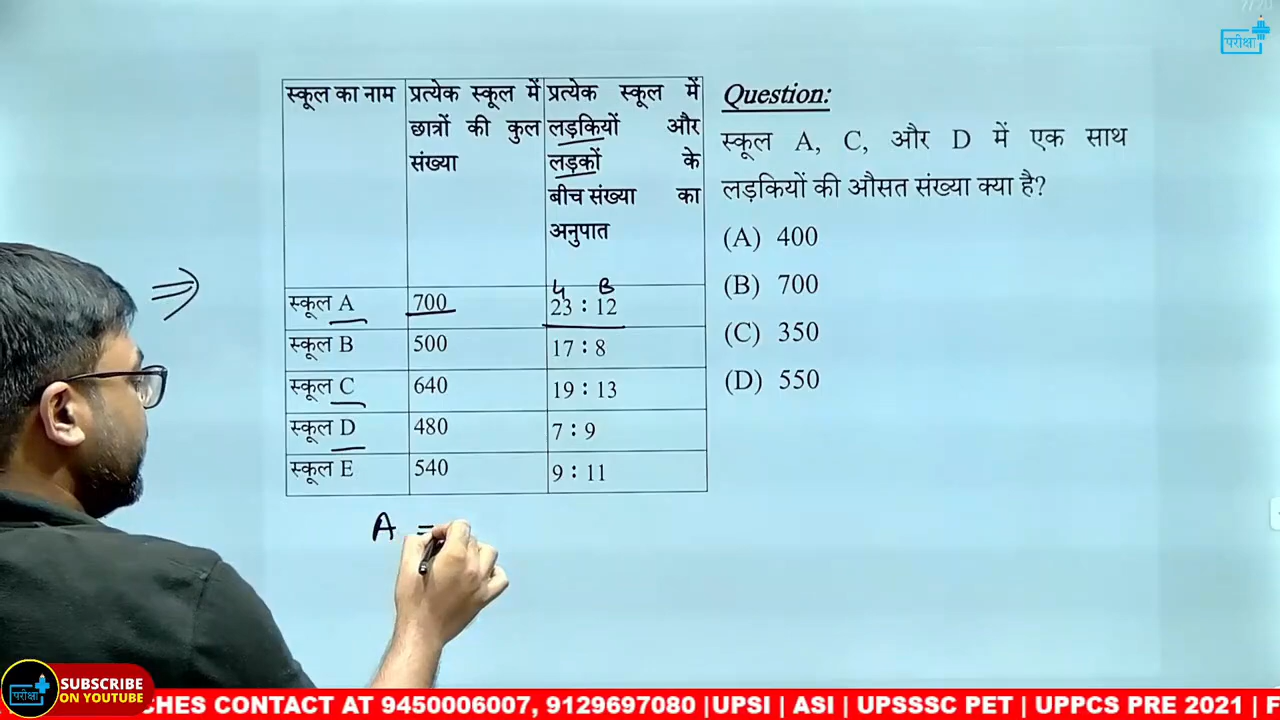 परीक्षा
स्कूल का नाम
प्रत्येक स्कूल में
छात्रों की कुल
संख्या
प्रत्येक स्कूल में
लड़कियों और
लड़कों के
बीच संख्या का
अनुपात
G B
स्कूल A 700 23 : 12
स्कूल B 500 17 : 8
स्कूल C 640 19 : 13
स्कूल D 480 7 : 9
स्कूल E 540 9 : 11
A =
Question:
स्कूल A, C, और D में एक साथ
लड़कियों की औसत संख्या क्या है?
(A) 400
(B) 700
(C) 350
(D) 550
परीक्षा
SUBSCRIBE
ON YOUTUBE
CHES CONTACT AT 9450006007, 9129697080 |UPSI | ASI | UPSSSC PET | UPPCS PRE 2021 | F